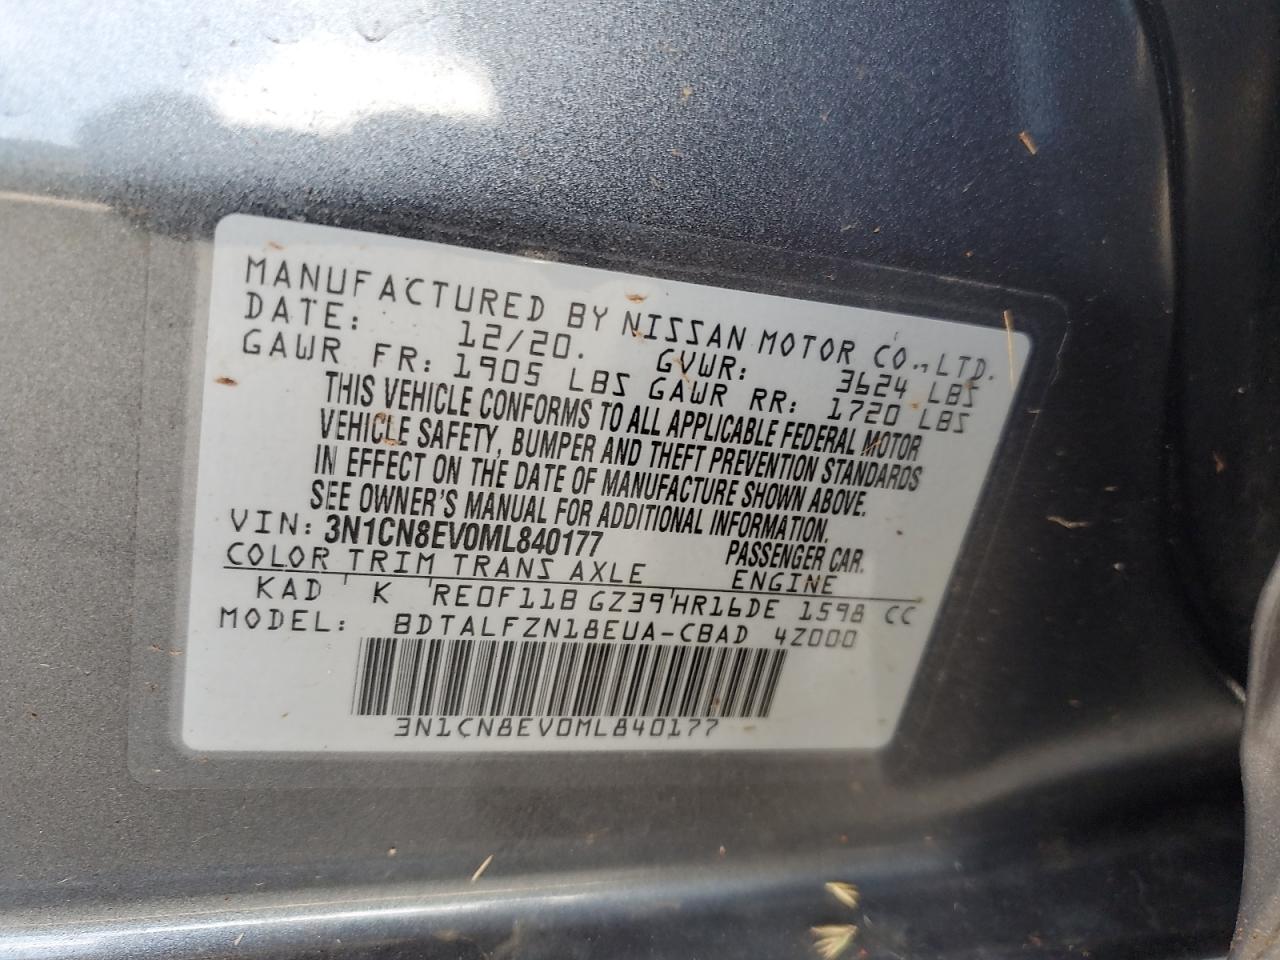 MANUFACTURED BY NISSAN MOTOR CO., LTD.
DATE: 12/20. GVWR: 3624 LBS
GAWR FR: 1905 LBS GAWR RR: 1720 LBS
THIS VEHICLE CONFORMS TO ALL APPLICABLE FEDERAL MOTOR
VEHICLE SAFETY, BUMPER AND THEFT PREVENTION STANDARDS
IN EFFECT ON THE DATE OF MANUFACTURE SHOWN ABOVE.
SEE OWNER'S MANUAL FOR ADDITIONAL INFORMATION.
VIN: 3N1CN8EV0ML840177 PASSENGER CAR.
COLOR TRIM TRANS AXLE ENGINE
KAD K RE0F11B GZ39 HR16DE 1598 CC
MODEL: BDTALFZN18EUA-CBAD 4Z000
3N1CN8EV0ML840177